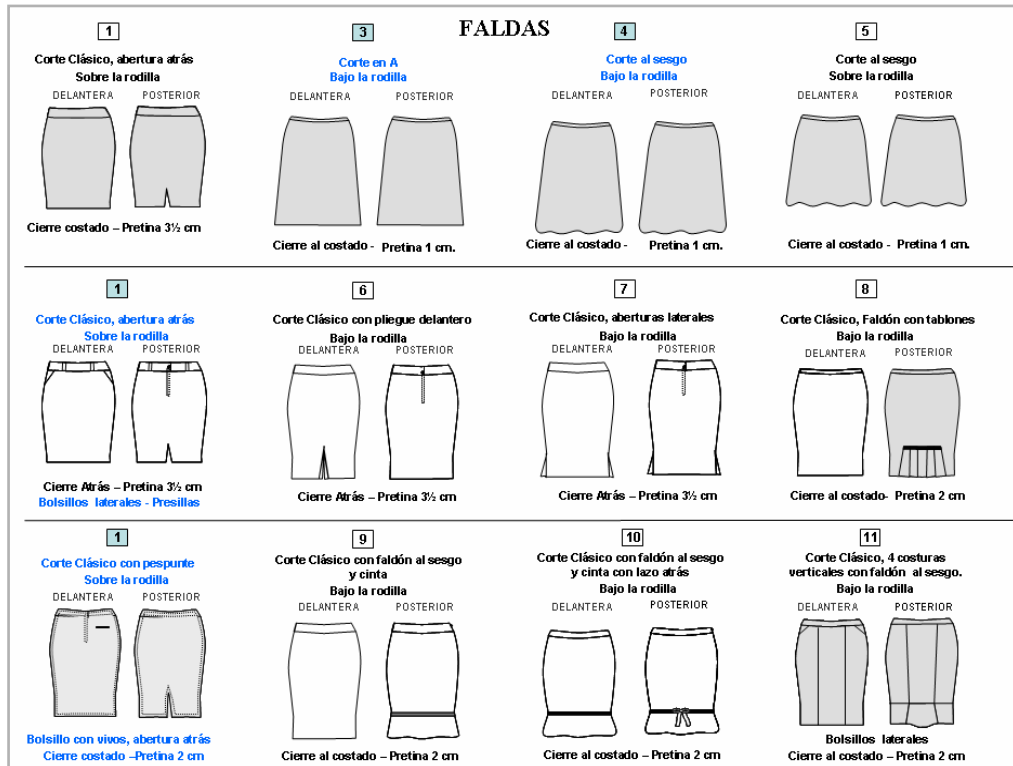 FALDAS
1
Corte Clásico, abertura atrás
Sobre la rodilla
DELANTERA POSTERIOR
Cierre costado – Pretina 3½ cm
3
Corte en A
Bajo la rodilla
DELANTERA POSTERIOR
Cierre al costado - Pretina 1 cm.
4
Corte al sesgo
Bajo la rodilla
DELANTERA POSTERIOR
Cierre al costado - Pretina 1 cm.
5
Corte al sesgo
Sobre la rodilla
DELANTERA POSTERIOR
Cierre al costado - Pretina 1 cm.
1
Corte Clásico, abertura atrás
Sobre la rodilla
DELANTERA POSTERIOR
Cierre Atrás – Pretina 3½ cm
Bolsillos laterales - Presillas
6
Corte Clásico con pliegue delantero
Bajo la rodilla
DELANTERA POSTERIOR
Cierre Atrás – Pretina 3½ cm
7
Corte Clásico, aberturas laterales
Bajo la rodilla
DELANTERA POSTERIOR
Cierre Atrás – Pretina 3½ cm
8
Corte Clásico, Faldón con tablones
Bajo la rodilla
DELANTERA POSTERIOR
Cierre al costado- Pretina 2 cm
1
Corte Clásico con pespunte
Sobre la rodilla
DELANTERA POSTERIOR
Bolsillo con vivos, abertura atrás
Cierre costado –Pretina 2 cm
9
Corte Clásico con faldón al sesgo
y cinta
Bajo la rodilla
DELANTERA POSTERIOR
Cierre al costado – Pretina 2 cm
10
Corte Clásico con faldón al sesgo
y cinta con lazo atrás
Bajo la rodilla
DELANTERA POSTERIOR
Cierre al costado – Pretina 2 cm
11
Corte Clásico, 4 costuras
verticales con faldón al sesgo.
Bajo la rodilla
DELANTERA POSTERIOR
Bolsillos laterales
Cierre al costado – Pretina 2 cm